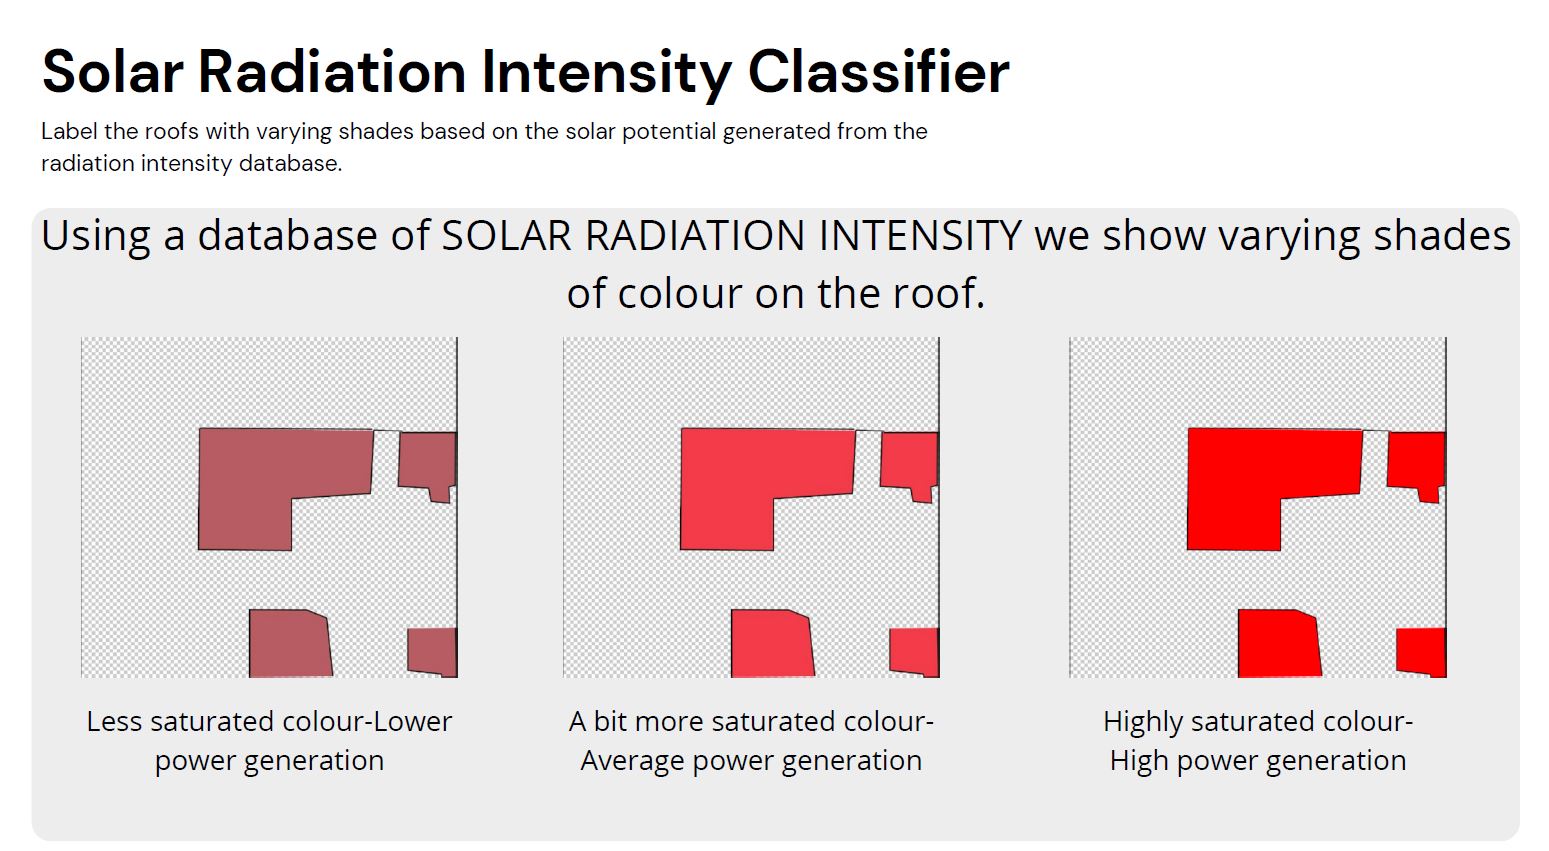 Solar Radiation Intensity Classifier
Label the roofs with varying shades based on the solar potential generated from the
radiation intensity database.
Using a database of SOLAR RADIATION INTENSITY we show varying shades
of colour on the roof.
Less saturated colour-Lower
power generation
A bit more saturated colour-
Average power generation
Highly saturated colour-
High power generation